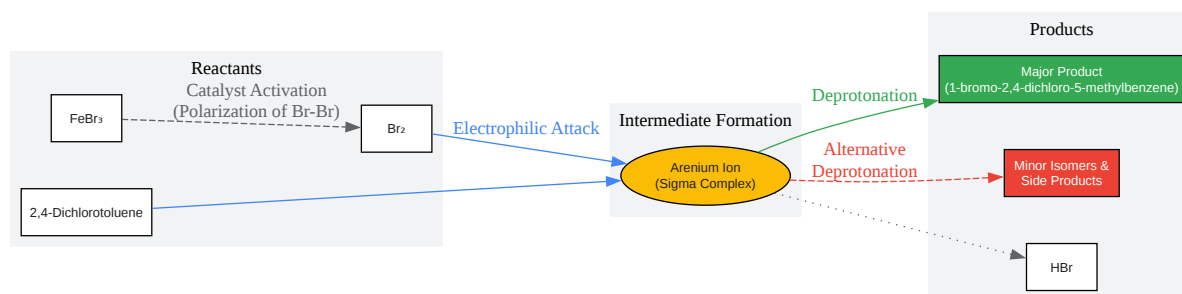 Reactants
Catalyst Activation
(Polarization of Br-Br)
FeBr₃
Br₂
2,4-Dichlorotoluene
Electrophilic Attack
Intermediate Formation
Arenium Ion
(Sigma Complex)
Deprotonation
Alternative
Deprotonation
Products
Major Product
(1-bromo-2,4-dichloro-5-methylbenzene)
Minor Isomers &
Side Products
HBr